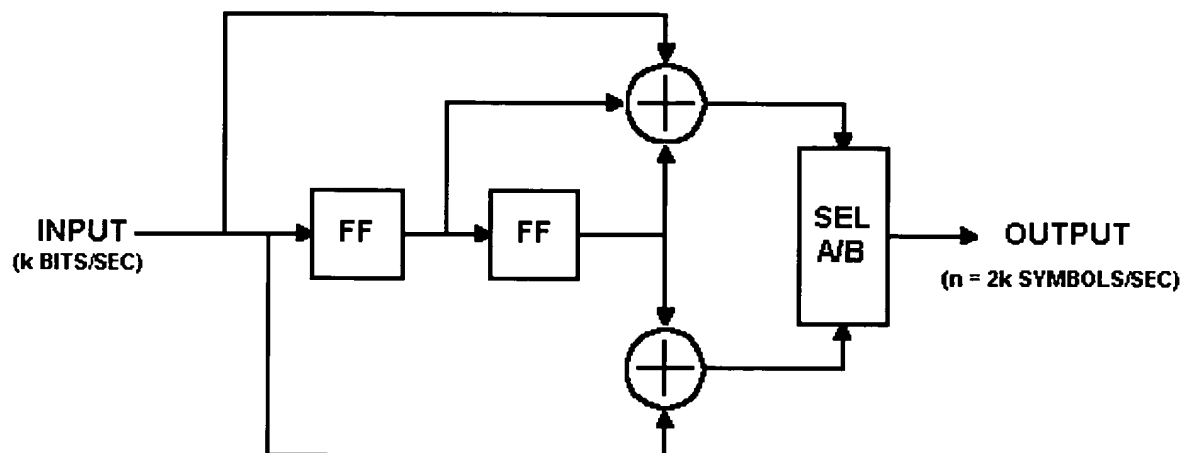 INPUT
(k BITS/SEC)
FF
FF
SEL
A/B
OUTPUT
(n = 2k SYMBOLS/SEC)